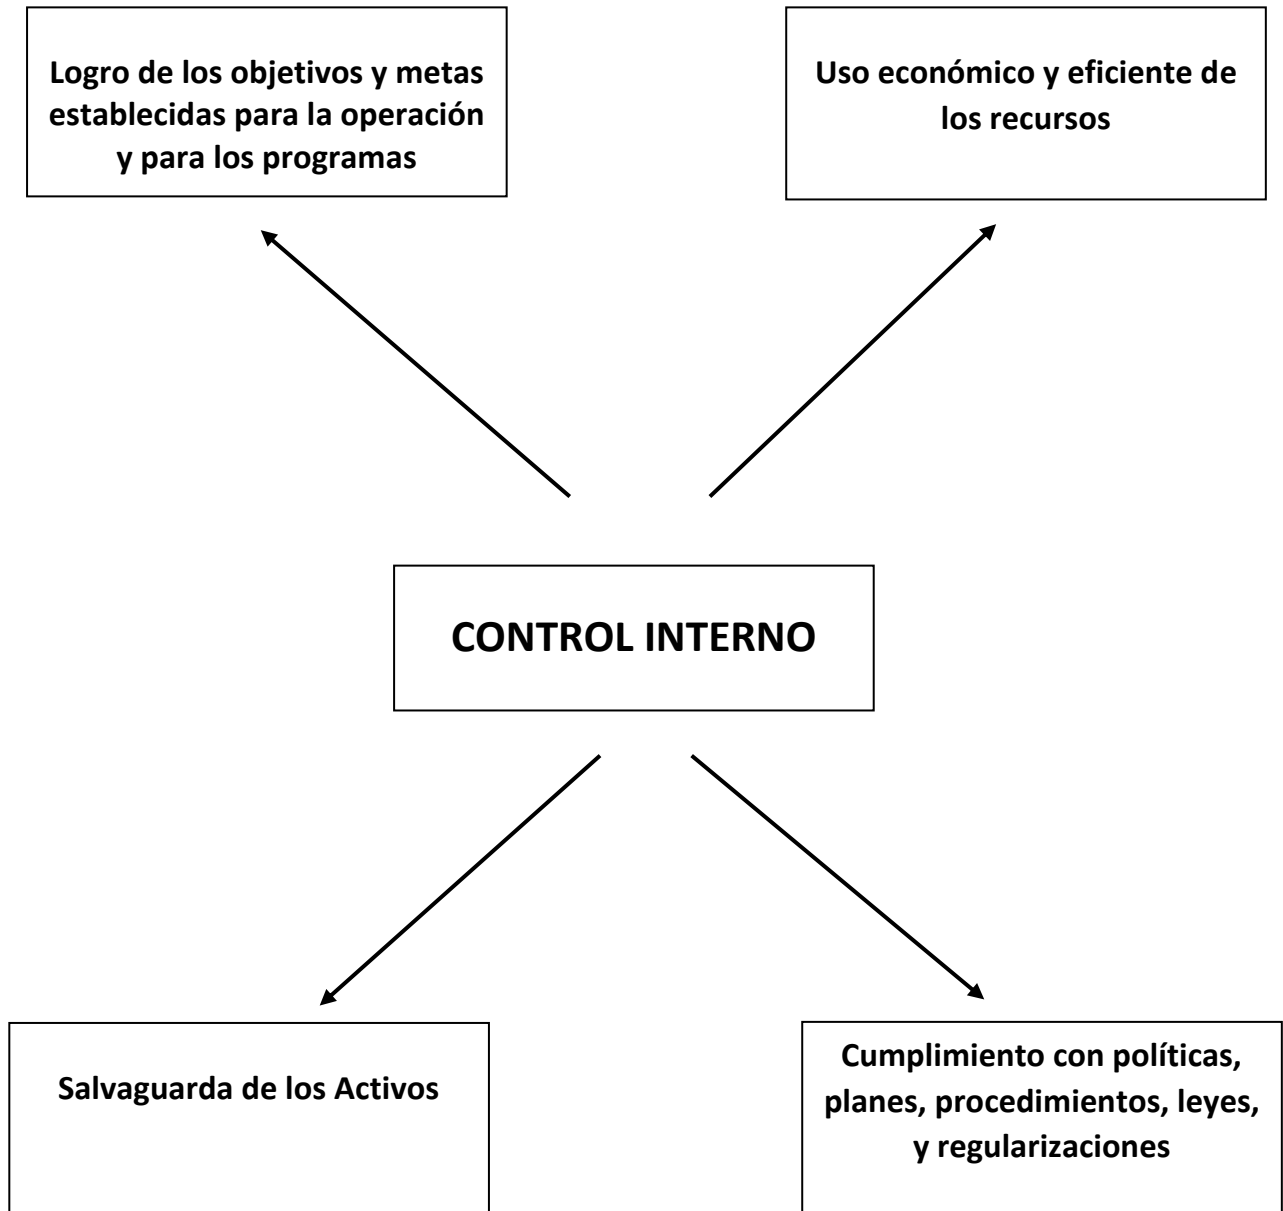 Logro de los objetivos y metas
establecidas para la operación
y para los programas
Uso económico y eficiente de
los recursos
CONTROL INTERNO
Salvaguarda de los Activos
Cumplimiento con políticas,
planes, procedimientos, leyes,
y regularizaciones